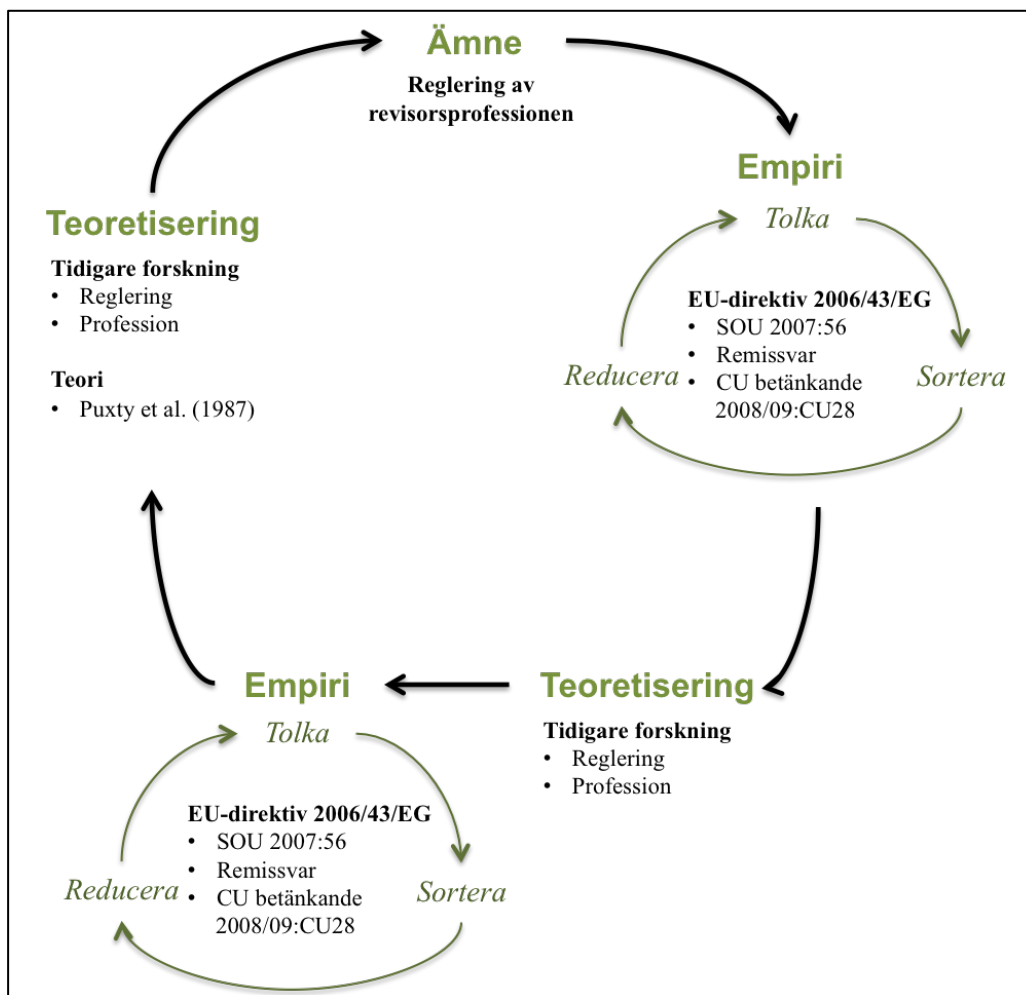 Ämne
Reglering av
revisorsprofessionen
Empiri
Tolka
EU-direktiv 2006/43/EG
• SOU 2007:56
• Remissvar
• CU betänkande
2008/09:CU28
Reducera
Sortera
Teoretisering
Tidigare forskning
• Reglering
• Profession
Teori
• Puxty et al. (1987)
Teoretisering
Tidigare forskning
• Reglering
• Profession
Empiri
Tolka
EU-direktiv 2006/43/EG
• SOU 2007:56
• Remissvar
• CU betänkande
2008/09:CU28
Reducera
Sortera